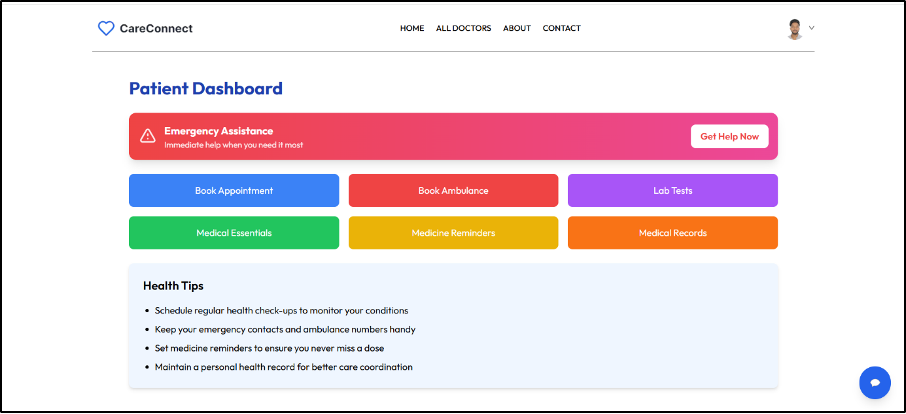 CareConnect
HOME ALL DOCTORS ABOUT CONTACT
Patient Dashboard
Emergency Assistance
Immediate help when you need it most
Get Help Now
Book Appointment
Book Ambulance
Lab Tests
Medical Essentials
Medicine Reminders
Medical Records
Health Tips
• Schedule regular health check-ups to monitor your conditions
• Keep your emergency contacts and ambulance numbers handy
• Set medicine reminders to ensure you never miss a dose
• Maintain a personal health record for better care coordination